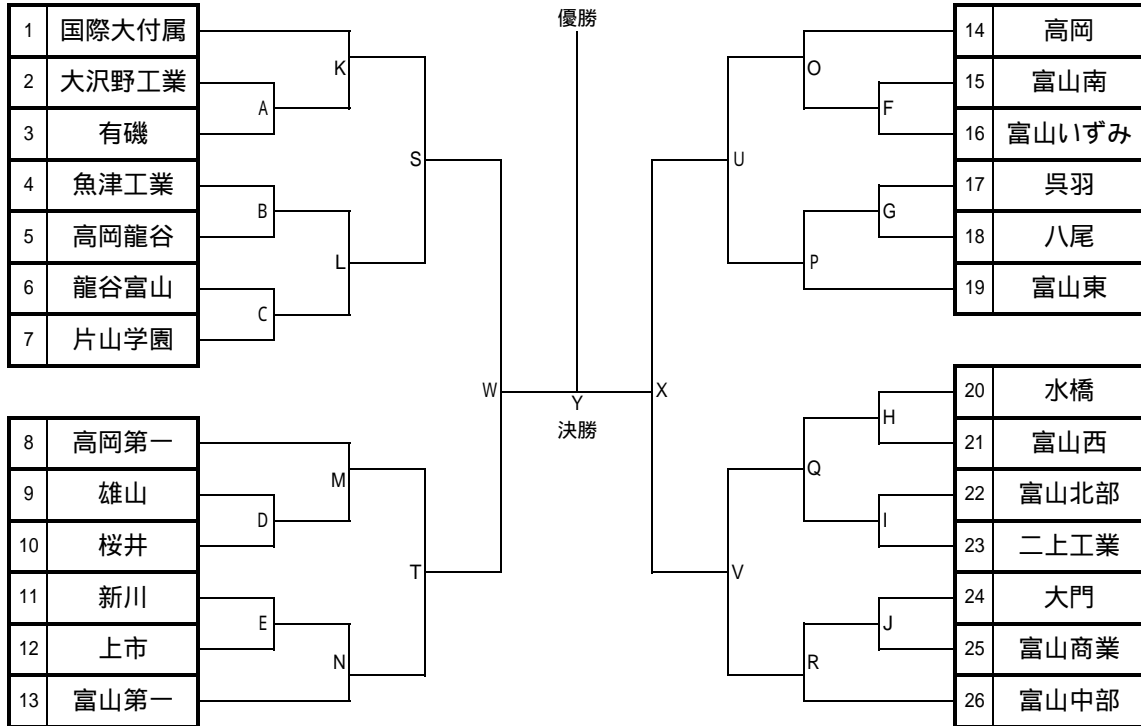 優勝
1 国際大付属
2 大沢野工業
3 有磯
4 魚津工業
5 高岡龍谷
6 龍谷富山
7 片山学園
8 高岡第一
9 雄山
10 桜井
11 新川
12 上市
13 富山第一
A
B
C
D
E
K
L
M
N
S
T
W
Y
決勝
X
U
V
O
P
Q
R
F
G
H
I
J
14 高岡
15 富山南
16 富山いずみ
17 呉羽
18 八尾
19 富山東
20 水橋
21 富山西
22 富山北部
23 二上工業
24 大門
25 富山商業
26 富山中部